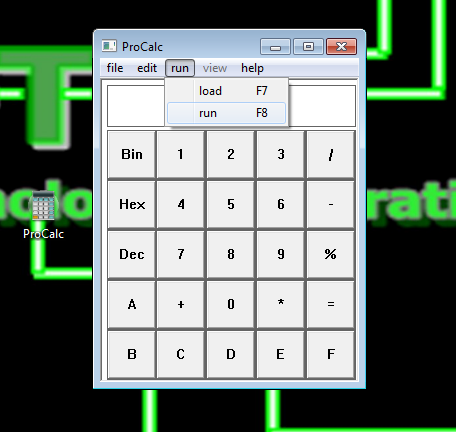 ProCalc
file edit run view help
load F7
run F8
Bin 1 2 3 /
Hex 4 5 6 -
Dec 7 8 9 %
A + 0 * =
B C D E F
ProCalc